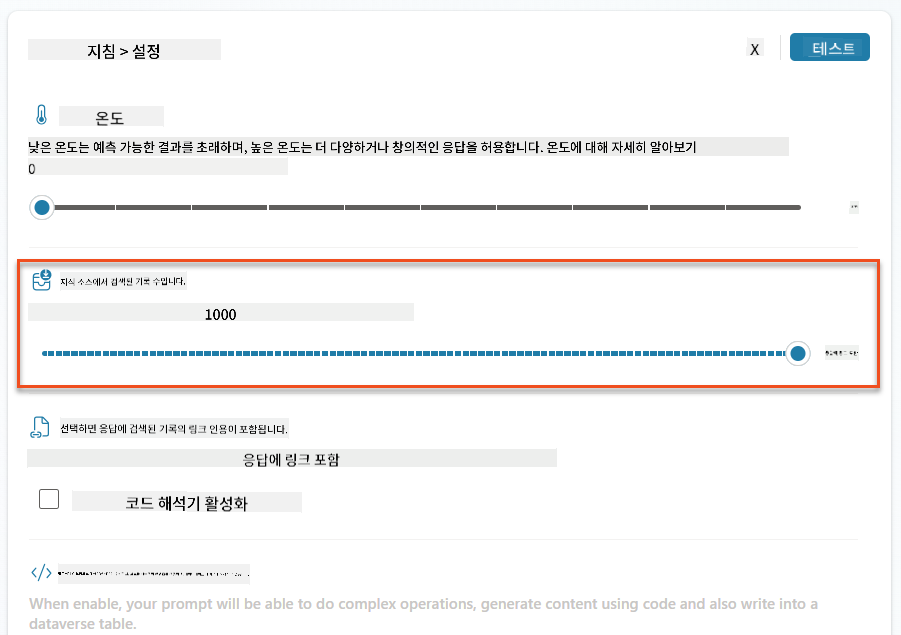 지침 > 설정
X
테스트
온도
낮은 온도는 예측 가능한 결과를 초래하며, 높은 온도는 더 다양하거나 창의적인 응답을 허용합니다. 온도에 대해 자세히 알아보기
0
지식 소스에서 검색된 기록 수입니다.
1000
선택하면 응답에 검색된 기록의 링크 인용이 포함됩니다.
응답에 링크 포함
코드 해석기 활성화
When enable, your prompt will be able to do complex operations, generate content using code and also write into a
dataverse table.